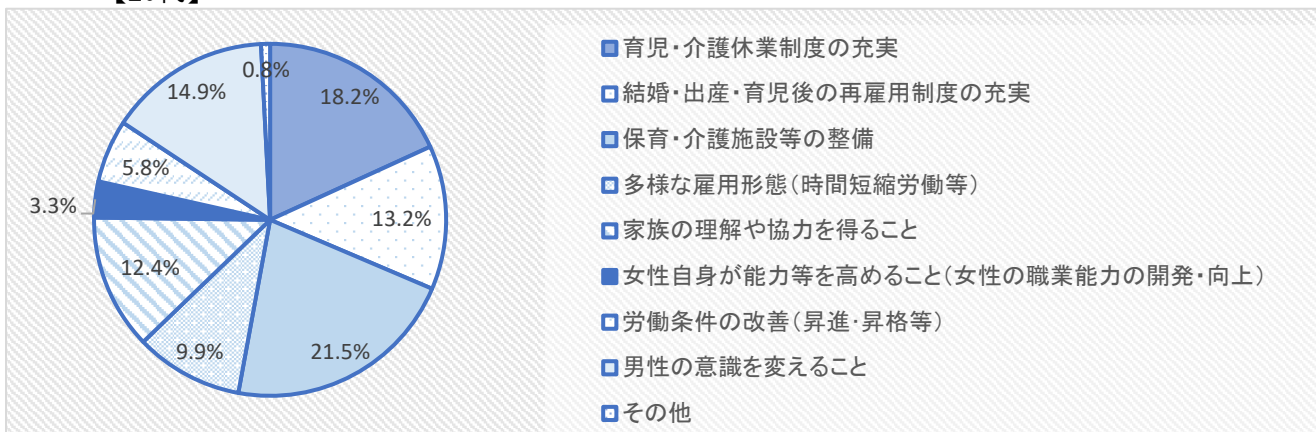 0.8%
14.9%
18.2%
5.8%
3.3%
13.2%
12.4%
9.9%
21.5%
育児・介護休業制度の充実
結婚・出産・育児後の再雇用制度の充実
保育・介護施設等の整備
多様な雇用形態（時間短縮労働等）
家族の理解や協力を得ること
女性自身が能力等を高めること（女性の職業能力の開発・向上）
労働条件の改善（昇進・昇格等）
男性の意識を変えること
その他